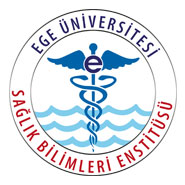 EGE ÜNİVERSİTESİ
e
SAĞLIK BİLİMLERİ ENSTİTÜSÜ